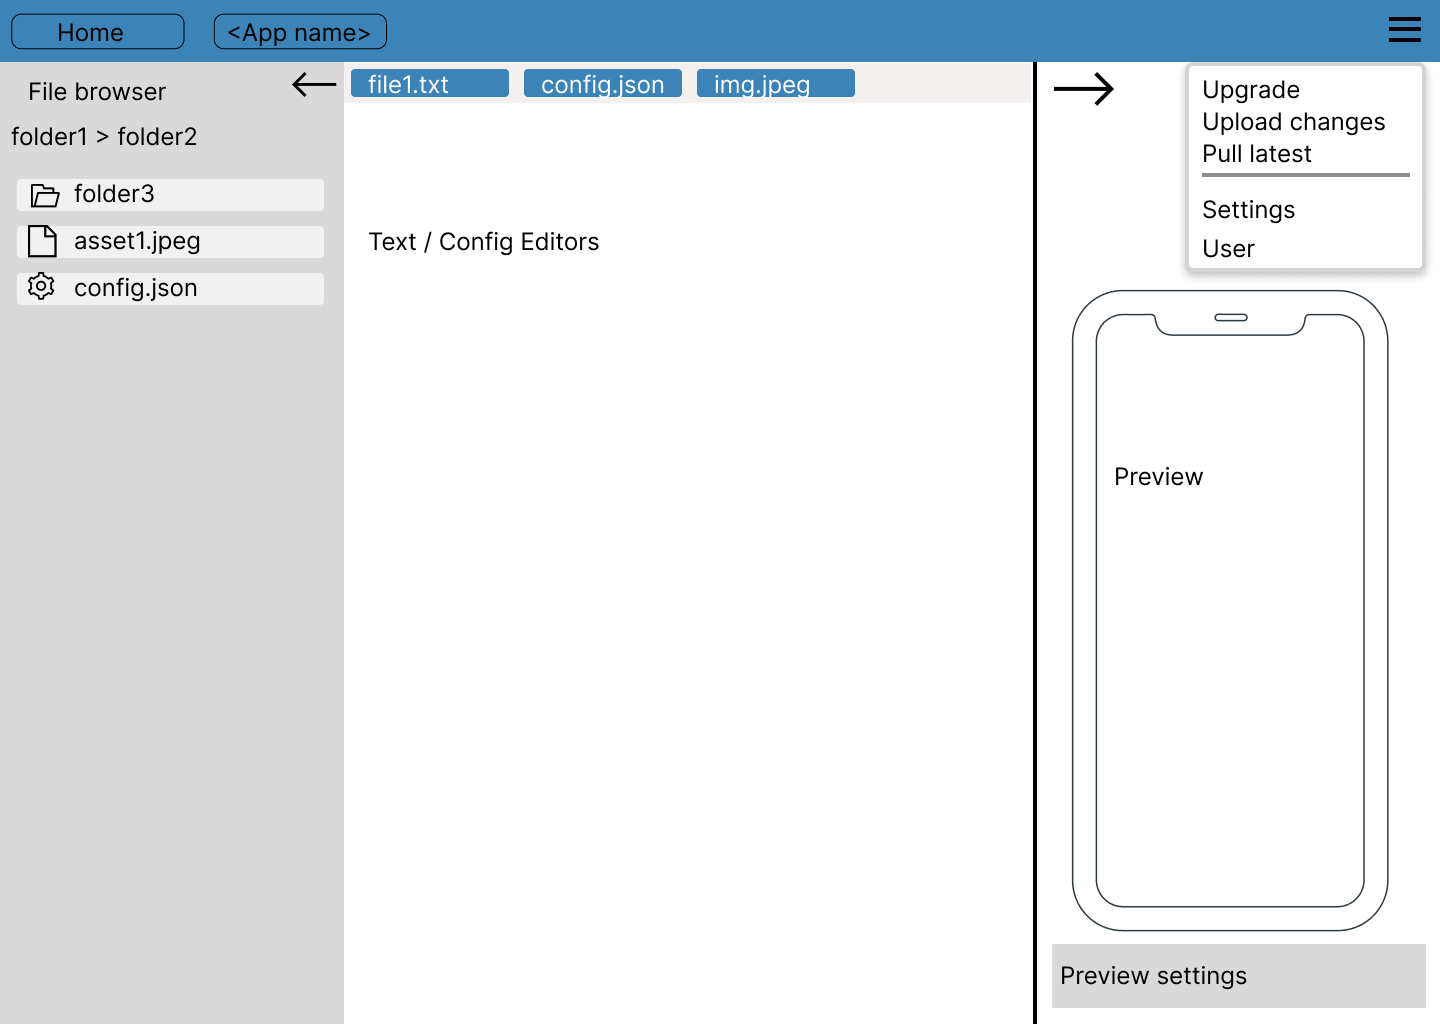 Home
<App name>
File browser
folder1 > folder2
folder3
asset1.jpeg
config.json
file1.txt
config.json
img.jpeg
Text / Config Editors
Upgrade
Upload changes
Pull latest
Settings
User
Preview
Preview settings